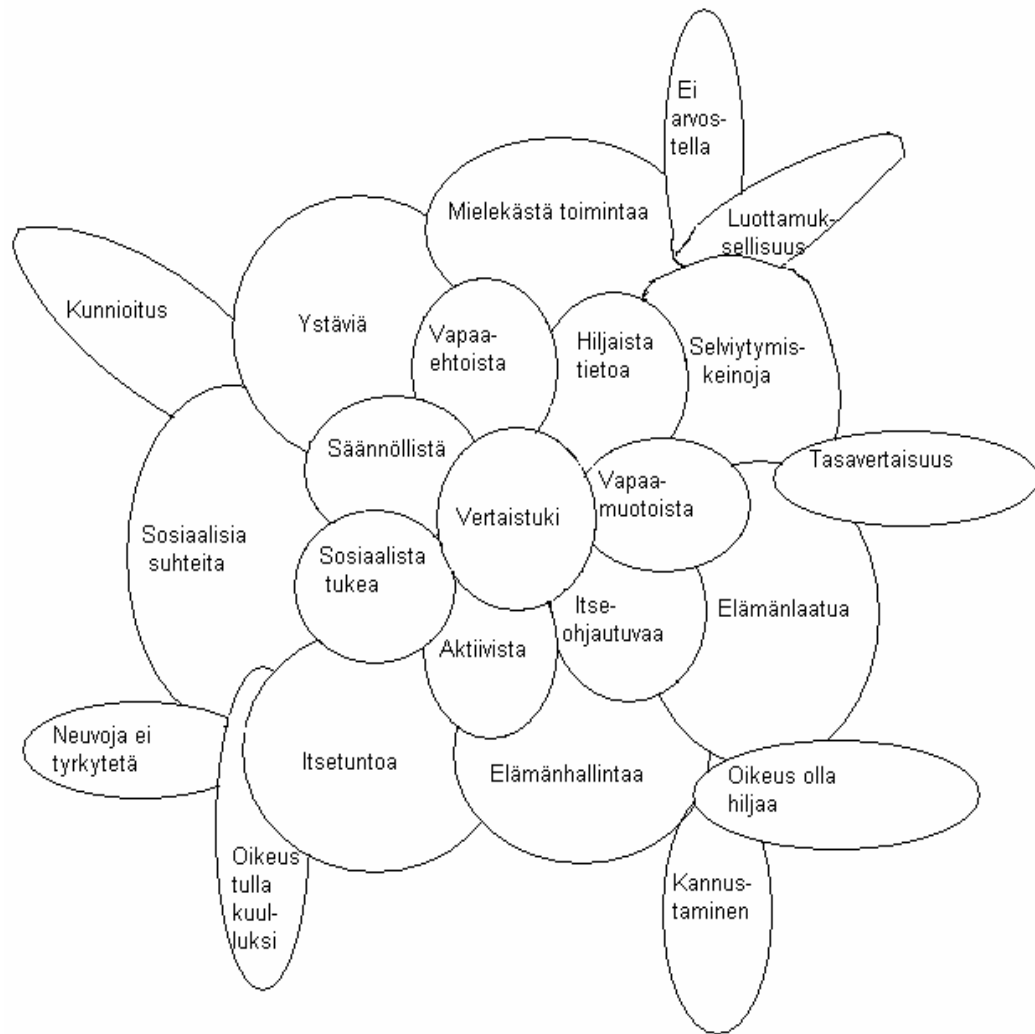 Ei
arvos-
tella
Luottamuk-
sellisuus
Mielekästä toimintaa
Kunnioitus
Ystäviä
Vapaa-
ehtoista
Hiljaista
tietoa
Selviytymis-
keinoja
Säännöllistä
Tasavertaisuus
Vertaistuki
Vapaa-
muotoista
Sosiaalisia
suhteita
Sosiaalista
tukea
Itse-
ohjautuvaa
Elämänlaatua
Aktiivista
Neuvoja ei
tyrkytetä
Itsetuntoa
Elämänhallintaa
Oikeus olla
hiljaa
Oikeus
tulla
kuul-
luksi
Kannus-
taminen